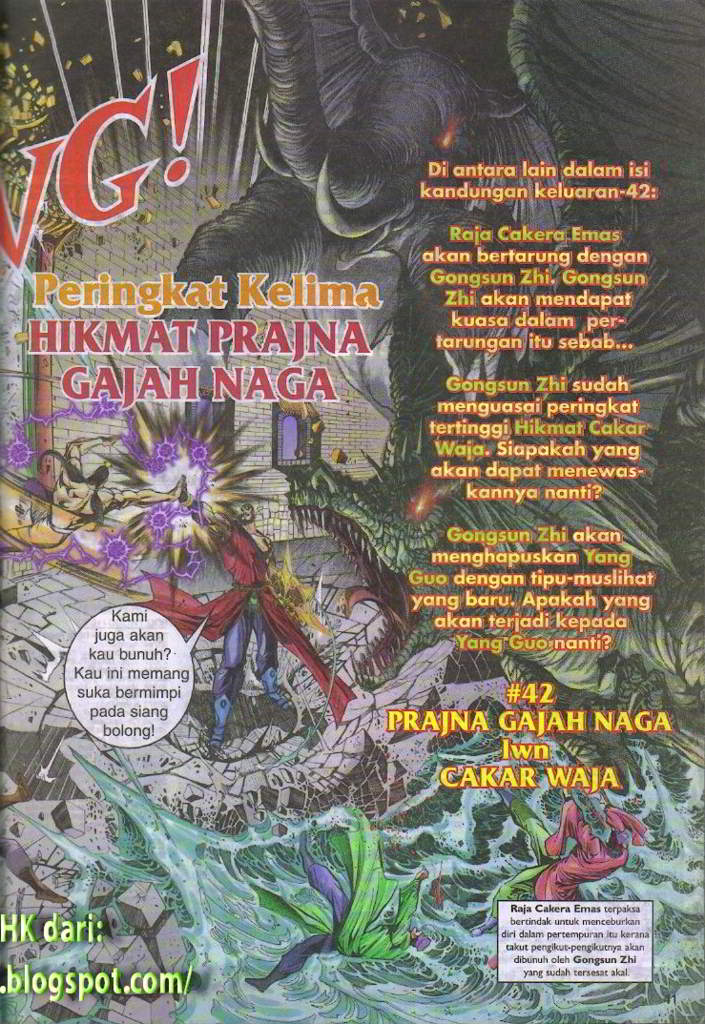 NG!
Peringkat Kelima
HIKMAT PRAJNA
GAJAH NAGA
Di antara lain dalam isi
kandungan keluaran-42:
Raja Cakera Emas
akan bertarung dengan
Gongsun Zhi. Gongsun
Zhi akan mendapat
kuasa dalam per-
tarungan itu sebab...
Gongsun Zhi sudah
menguasai peringkat
tertinggi Hikmat Cakar
Waja. Siapakah yang
akan dapat menewas-
kannya nanti?
Gongsun Zhi akan
menghapuskan Yang
Guo dengan tipu-muslihat
yang baru. Apakah yang
akan terjadi kepada
Yang Guo nanti?
Kami
juga akan
kau bunuh?
Kau ini memang
suka bermimpi
pada siang
bolong!
#42
PRAJNA GAJAH NAGA
lwn
CAKAR WAJA
Raja Cakera Emas terpaksa
bertindak untuk menceburkan
diri dalam pertempuran itu kerana
takut pengikut-pengikutnya akan
dibunuh oleh Gongsun Zhi
yang sudah tersesat akal.
HK dari:
.blogspot.com/